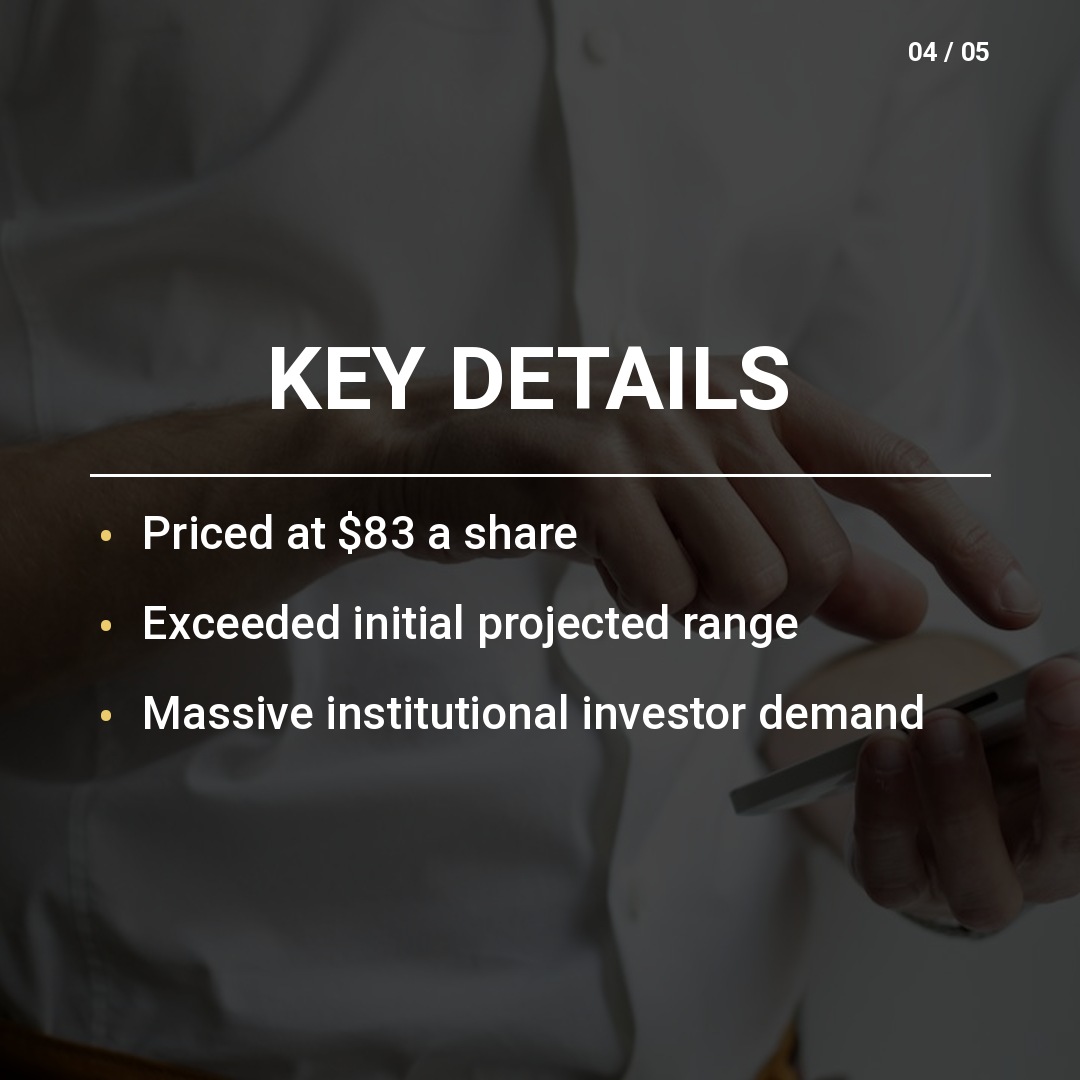 04 / 05
KEY DETAILS
• Priced at $83 a share
• Exceeded initial projected range
• Massive institutional investor demand